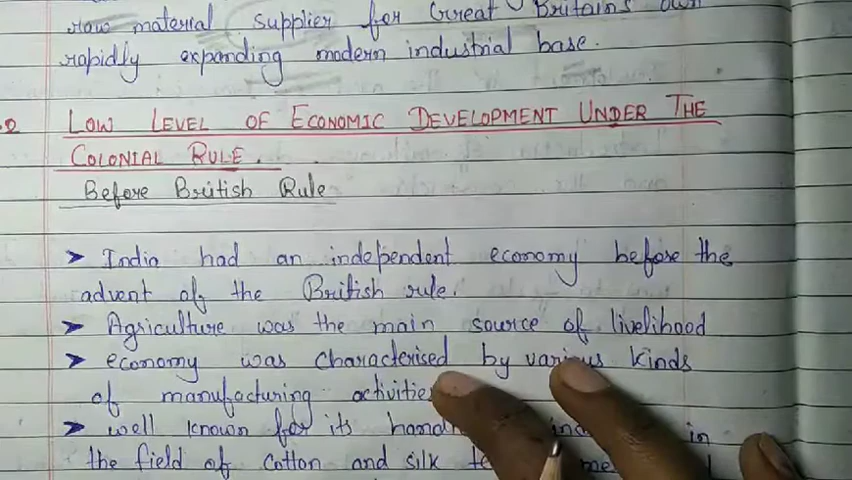 raw material supplier for Great Britain's own
rapidly expanding modern industrial base.
LOW LEVEL OF ECONOMIC DEVELOPMENT UNDER THE
COLONIAL RULE.
Before British Rule
➤ India had an independent economy before the
advent of the British rule.
➤ Agriculture was the main source of livelihood
➤ economy was characterised by various kinds
of manufacturing activities
➤ well known for its in
the field of cotton and silk